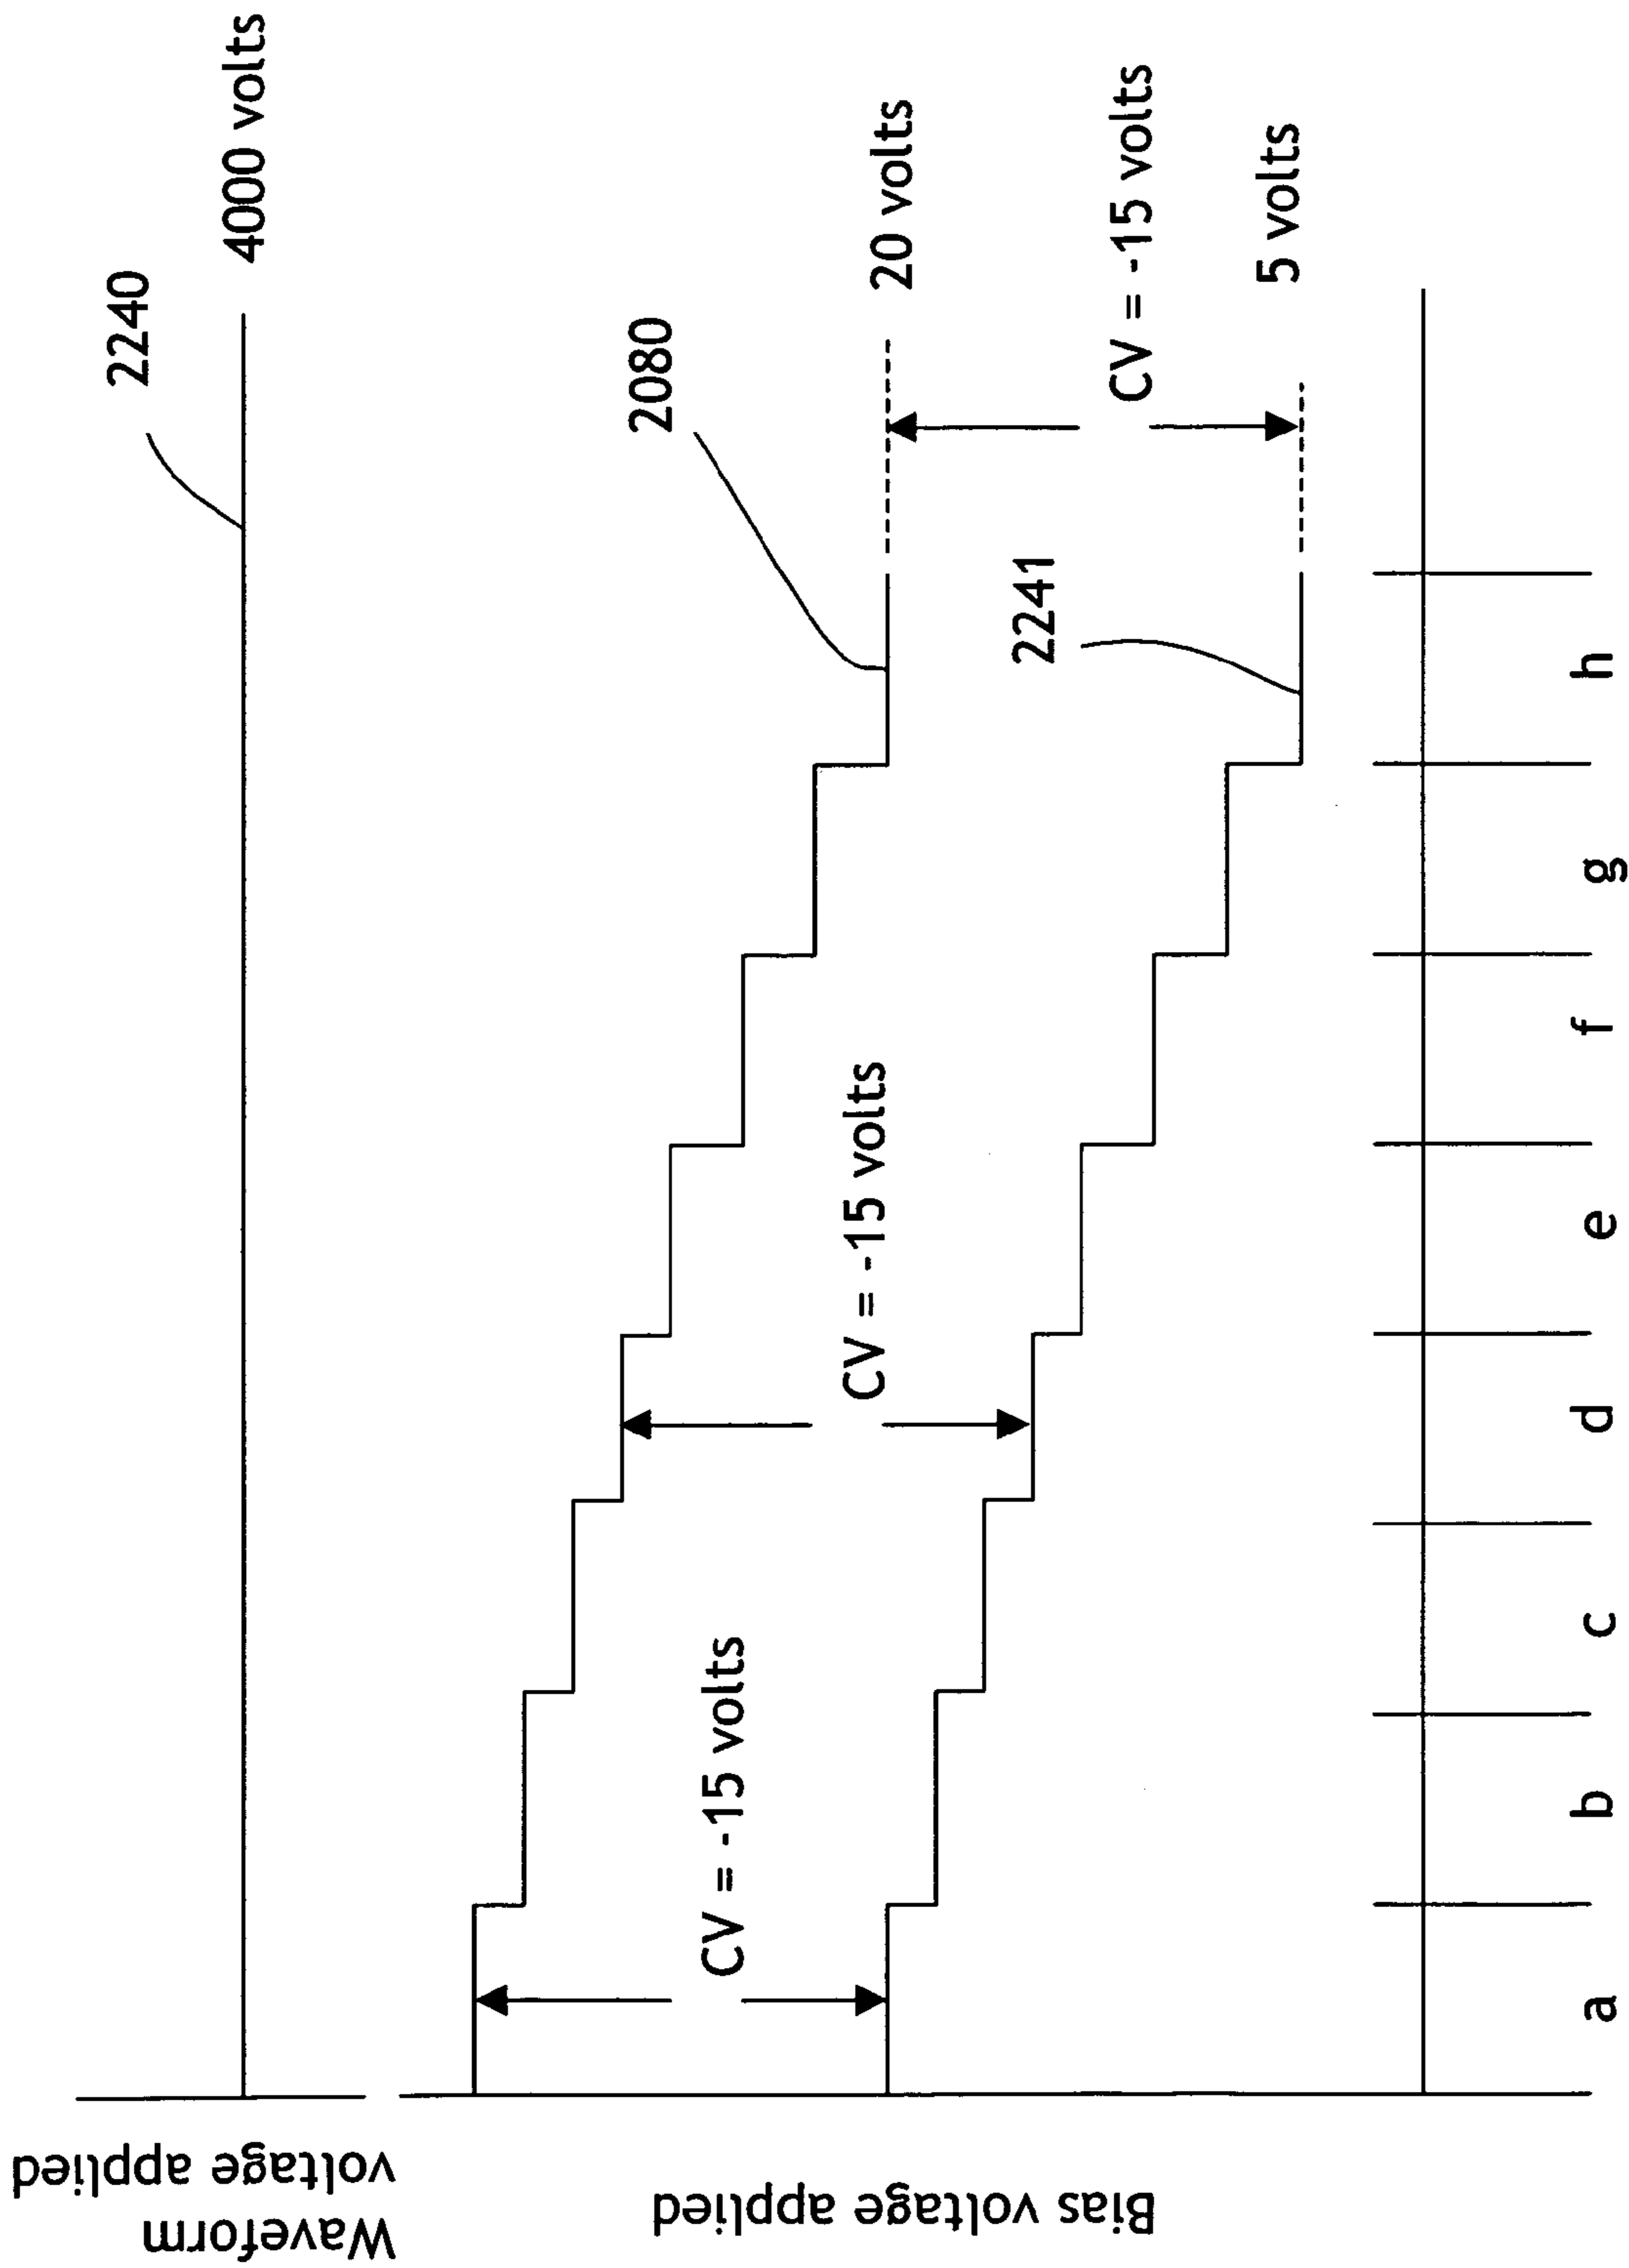 Waveform
voltage applied
2240
4000 volts
Bias voltage applied
2080
20 volts
CV = -15 volts
CV = -15 volts
CV = -15 volts
2241
5 volts
a b c d e f g h